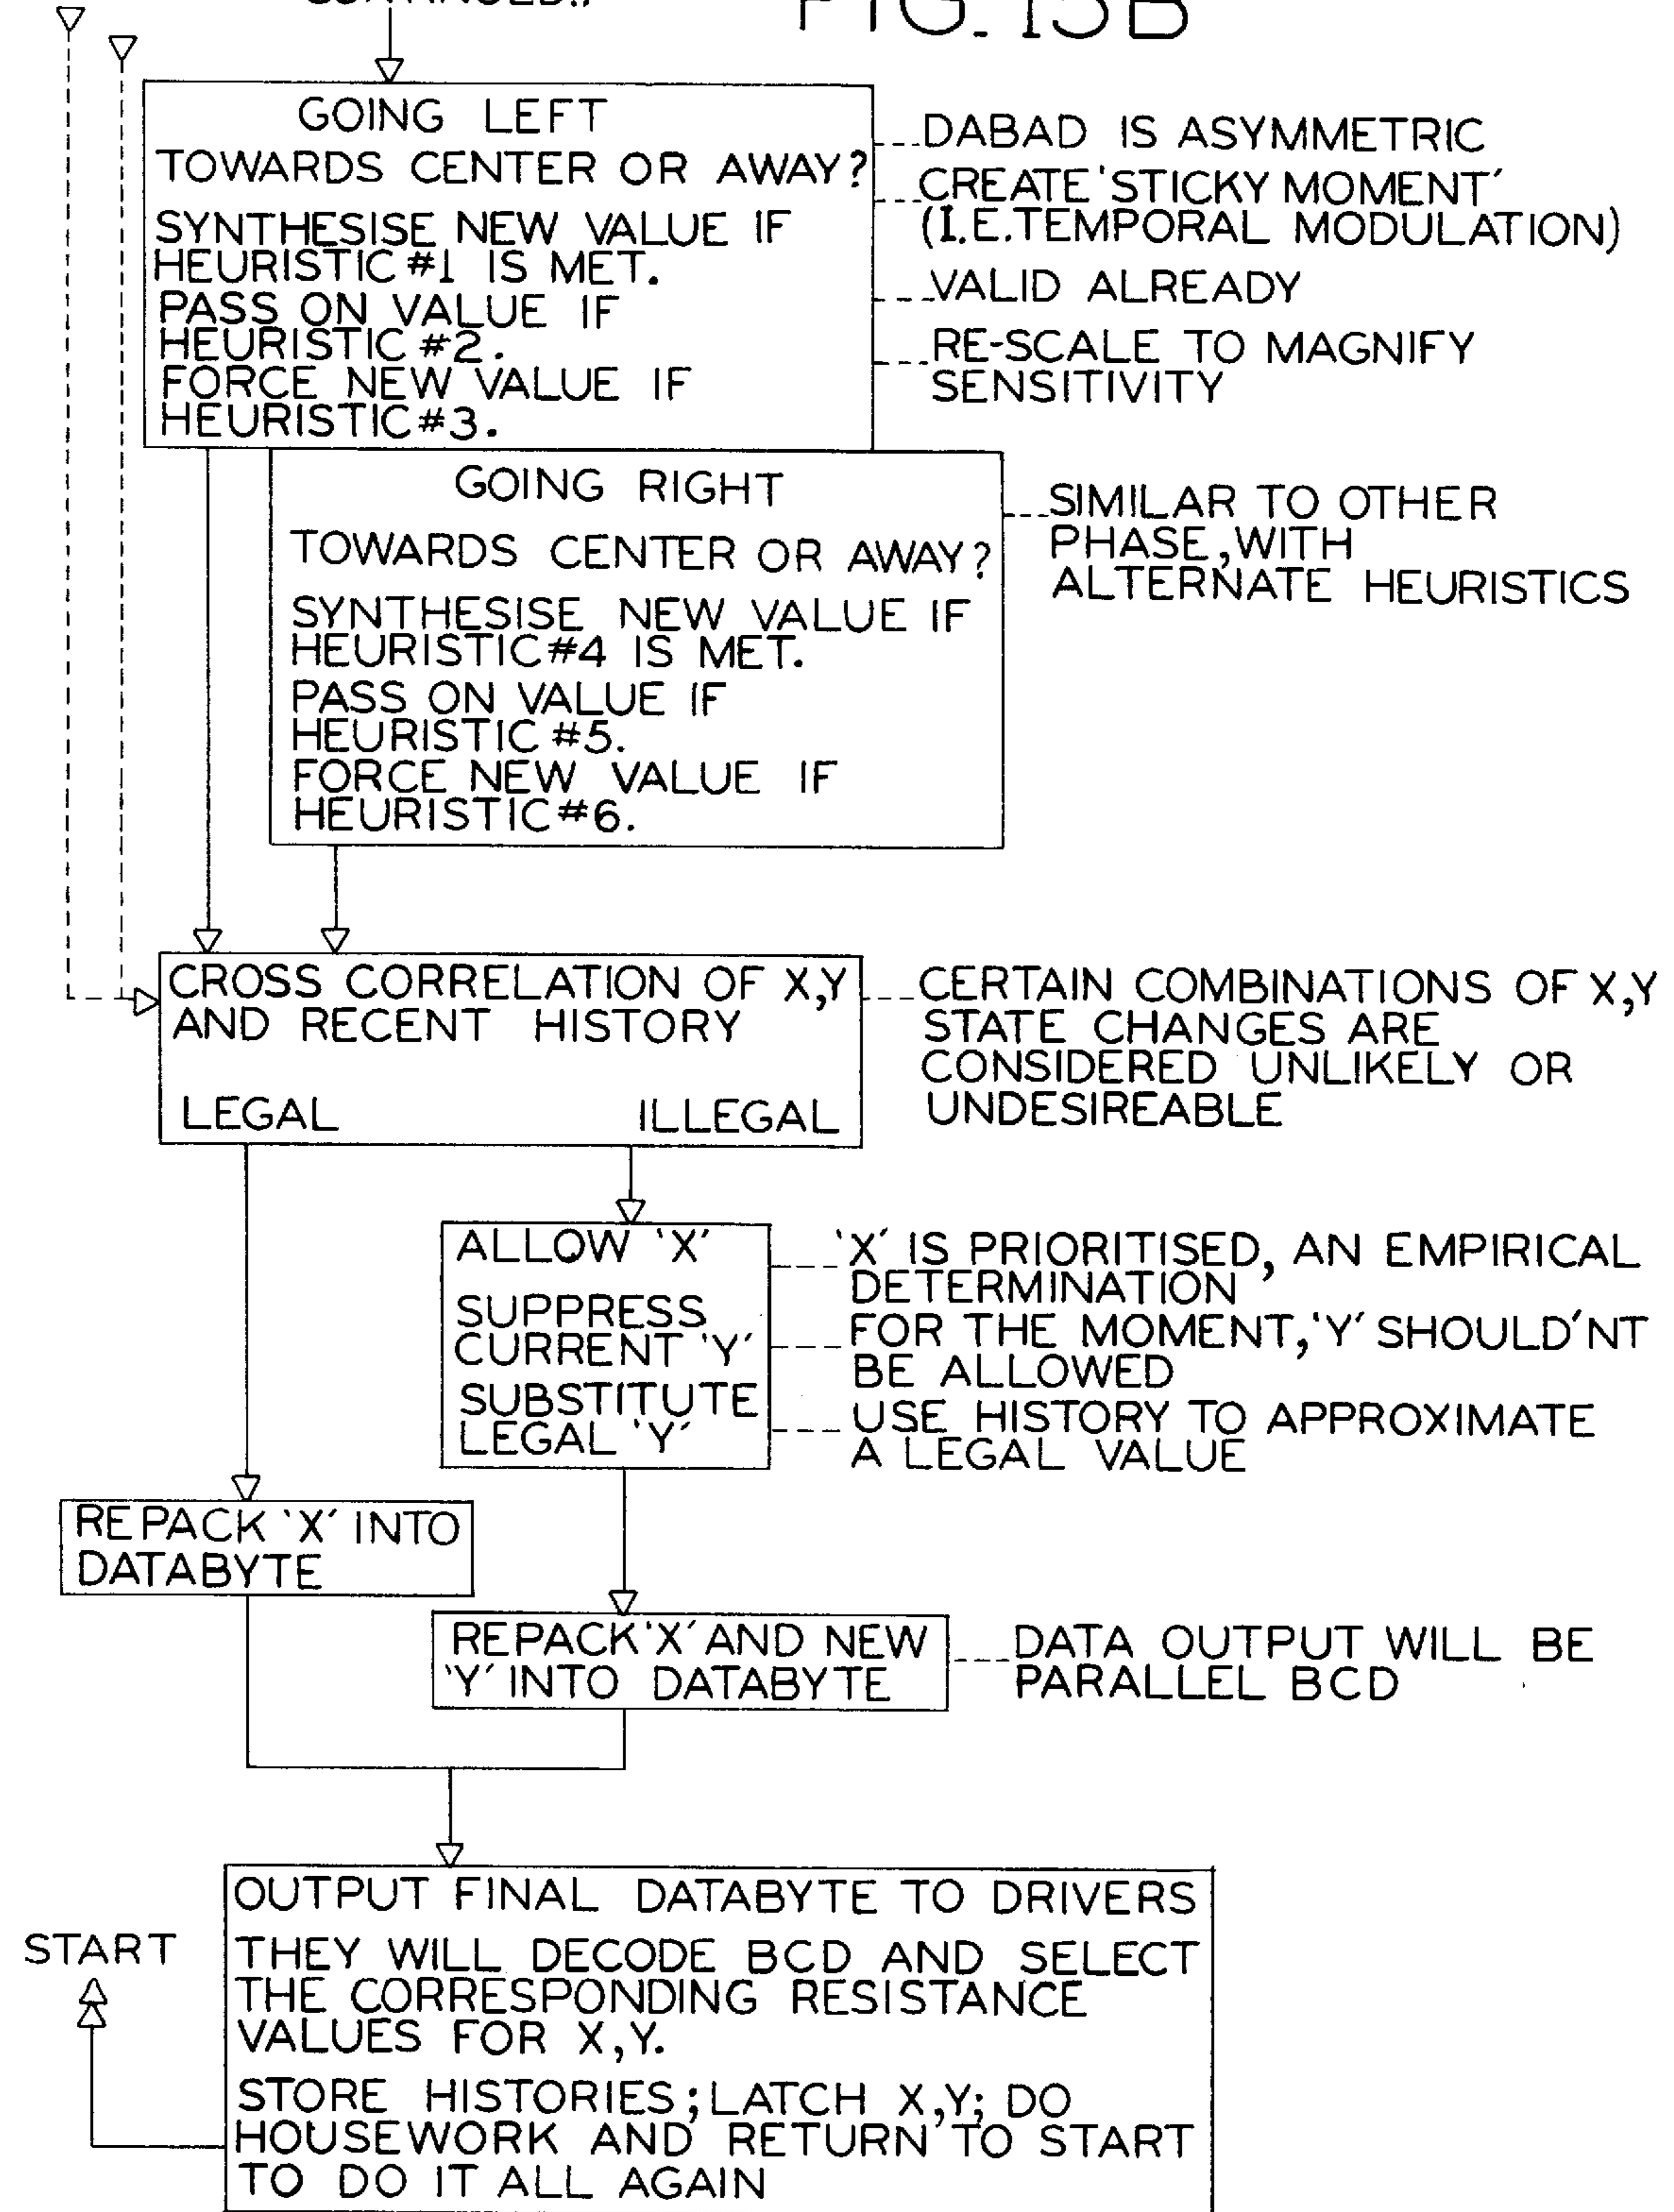 CONTINUED..
FIG. 15B
GOING LEFT
TOWARDS CENTER OR AWAY?
SYNTHESISE NEW VALUE IF
HEURISTIC #1 IS MET.
PASS ON VALUE IF
HEURISTIC #2.
FORCE NEW VALUE IF
HEURISTIC #3.
DABAD IS ASYMMETRIC
CREATE 'STICKY MOMENT'
(I.E. TEMPORAL MODULATION)
VALID ALREADY
RE-SCALE TO MAGNIFY
SENSITIVITY
GOING RIGHT
TOWARDS CENTER OR AWAY?
SYNTHESISE NEW VALUE IF
HEURISTIC #4 IS MET.
PASS ON VALUE IF
HEURISTIC #5.
FORCE NEW VALUE IF
HEURISTIC #6.
SIMILAR TO OTHER
PHASE, WITH
ALTERNATE HEURISTICS
CROSS CORRELATION OF X,Y
AND RECENT HISTORY
LEGAL ILLEGAL
CERTAIN COMBINATIONS OF X,Y
STATE CHANGES ARE
CONSIDERED UNLIKELY OR
UNDESIREABLE
ALLOW 'X'
SUPPRESS
CURRENT 'Y'
SUBSTITUTE
LEGAL 'Y'
'X' IS PRIORITISED, AN EMPIRICAL
DETERMINATION
FOR THE MOMENT, 'Y' SHOULD'NT
BE ALLOWED
USE HISTORY TO APPROXIMATE
A LEGAL VALUE
REPACK 'X' INTO
DATABYTE
REPACK 'X' AND NEW
'Y' INTO DATABYTE
DATA OUTPUT WILL BE
PARALLEL BCD
OUTPUT FINAL DATABYTE TO DRIVERS
THEY WILL DECODE BCD AND SELECT
THE CORRESPONDING RESISTANCE
VALUES FOR X,Y.
STORE HISTORIES; LATCH X,Y; DO
HOUSEWORK AND RETURN TO START
TO DO IT ALL AGAIN
START